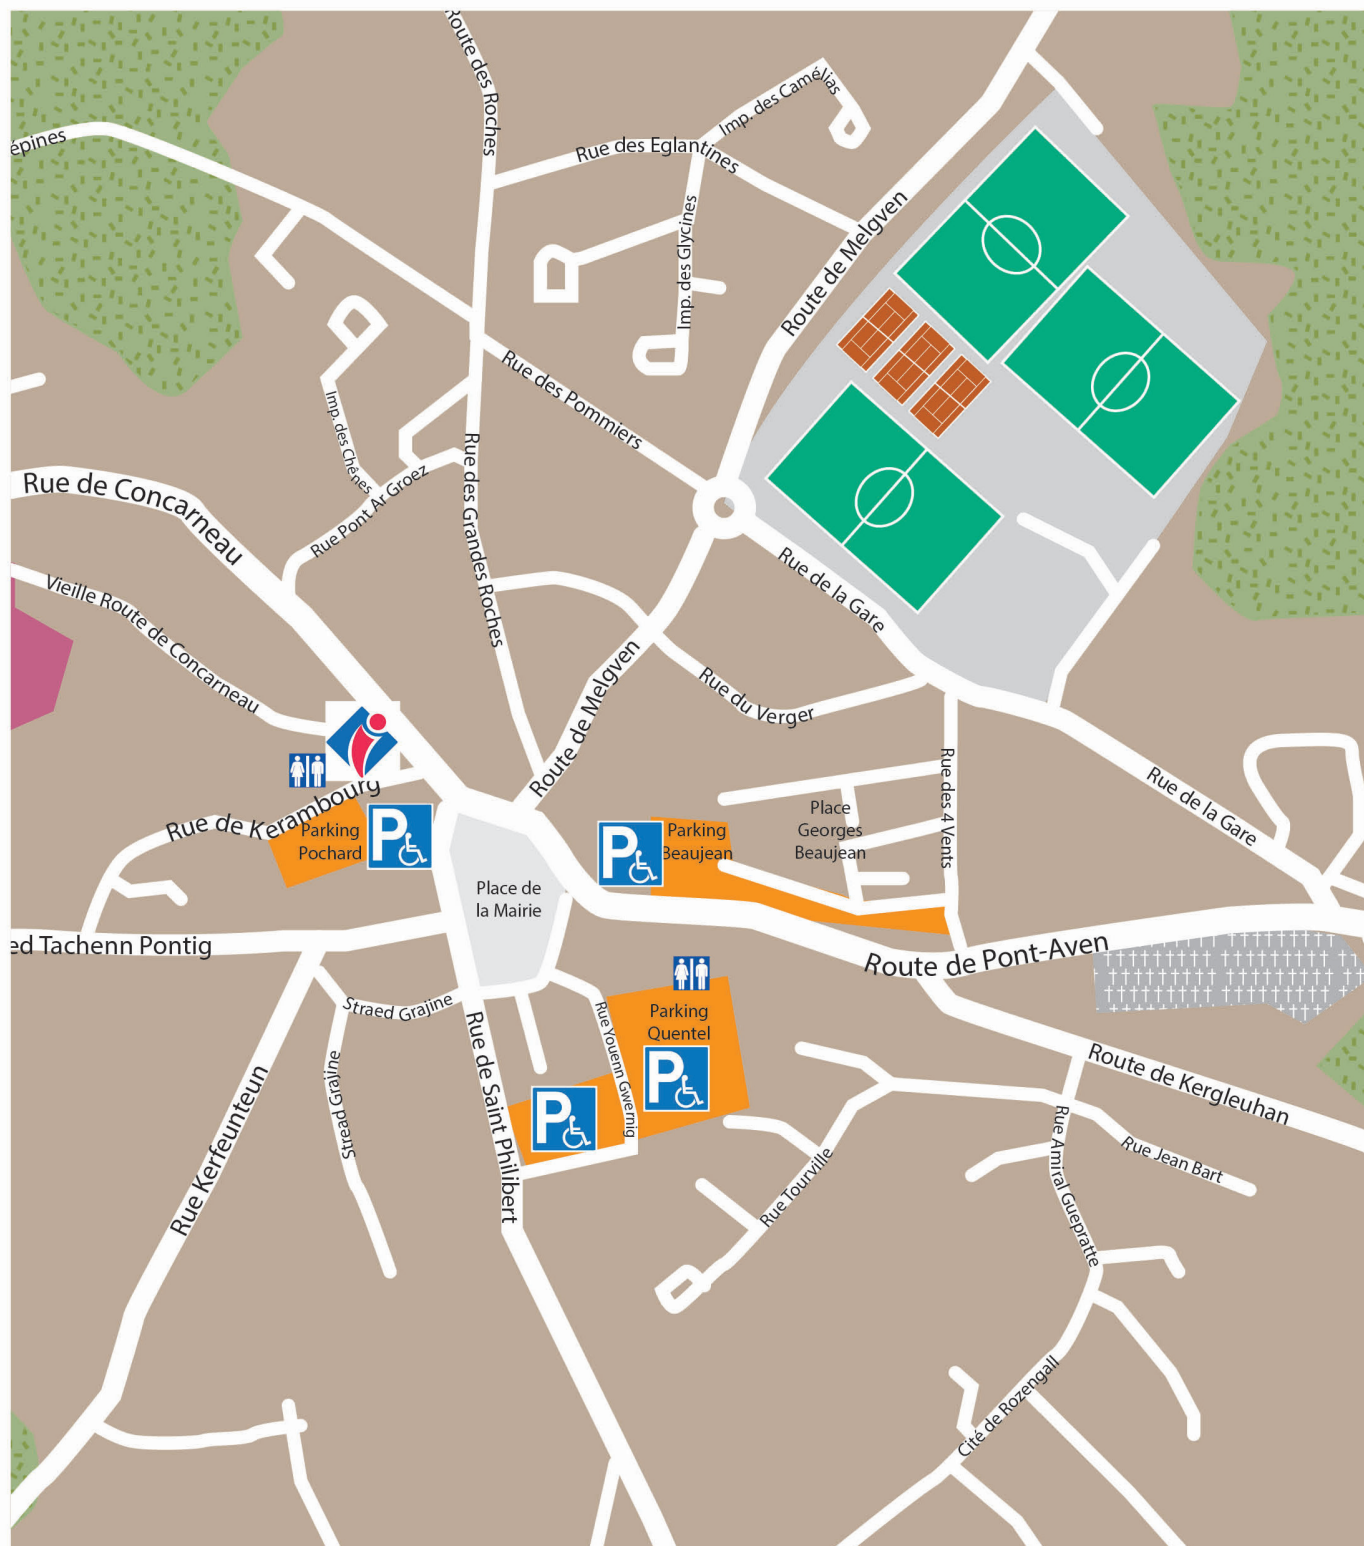 Route des Roches
épines
Imp. des Camélias
Rue des Eglantines
Imp. des Glycines
Route de Melgven
Rue des Pommiers
Imp. des Chênes
Rue Pont Ar Groez
Rue des Grandes Roches
Rue de Concarneau
Vieille Route de Concarneau
Rue de la Gare
Route de Melgven
Rue du Verger
Rue des 4 Vents
Rue de la Gare
Rue de Kerambourg
Parking
Pochard
P
P
Parking
Beaujean
Place
Georges
Beaujean
Place de
la Mairie
ed Tachenn Pontig
Route de Pont-Aven
Straed Grajine
Stread Grajine
Rue Youenn Gwernig
Parking
Quentel
P
P
Rue de Saint Philibert
Rue Kerfeunteun
Route de Kergleuhan
Rue Amiral Guepratte
Rue Jean Bart
Rue Tourville
Cité de Rozengall